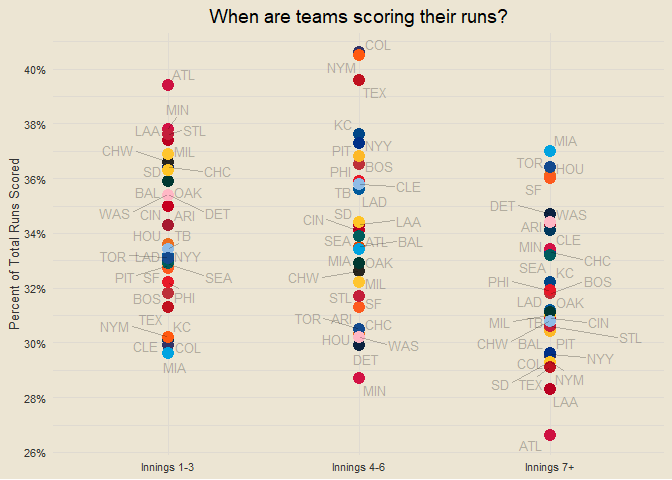 When are teams scoring their runs?
Percent of Total Runs Scored
40%
38%
36%
34%
32%
30%
28%
26%
ATL
MIN
LAA STL
CHW MIL
SD CHC
BAL OAK
WAS CIN ARI DET
HOU TB
TOR LAD NYY
PIT SF SEA
BOS PHI
TEX
NYM KC
CLE COL
MIA
COL
NYM
TEX
KC
PIT NYY
PHI BOS
TB CLE
LAD
SD
CIN LAA
SEA ATL BAL
MIA OAK
CHW MIL
STL SF
TOR ARI CHC
HOU WAS
DET
MIN
MIA
TOR HOU
SF
DET WAS
ARI
MIN CLE
SEA CHC
KC
PHI BOS
LAD OAK
MIL TB CIN
CHW BAL PIT STL
COL NYY
SD TEX NYM
LAA
ATL
Innings 1-3
Innings 4-6
Innings 7+